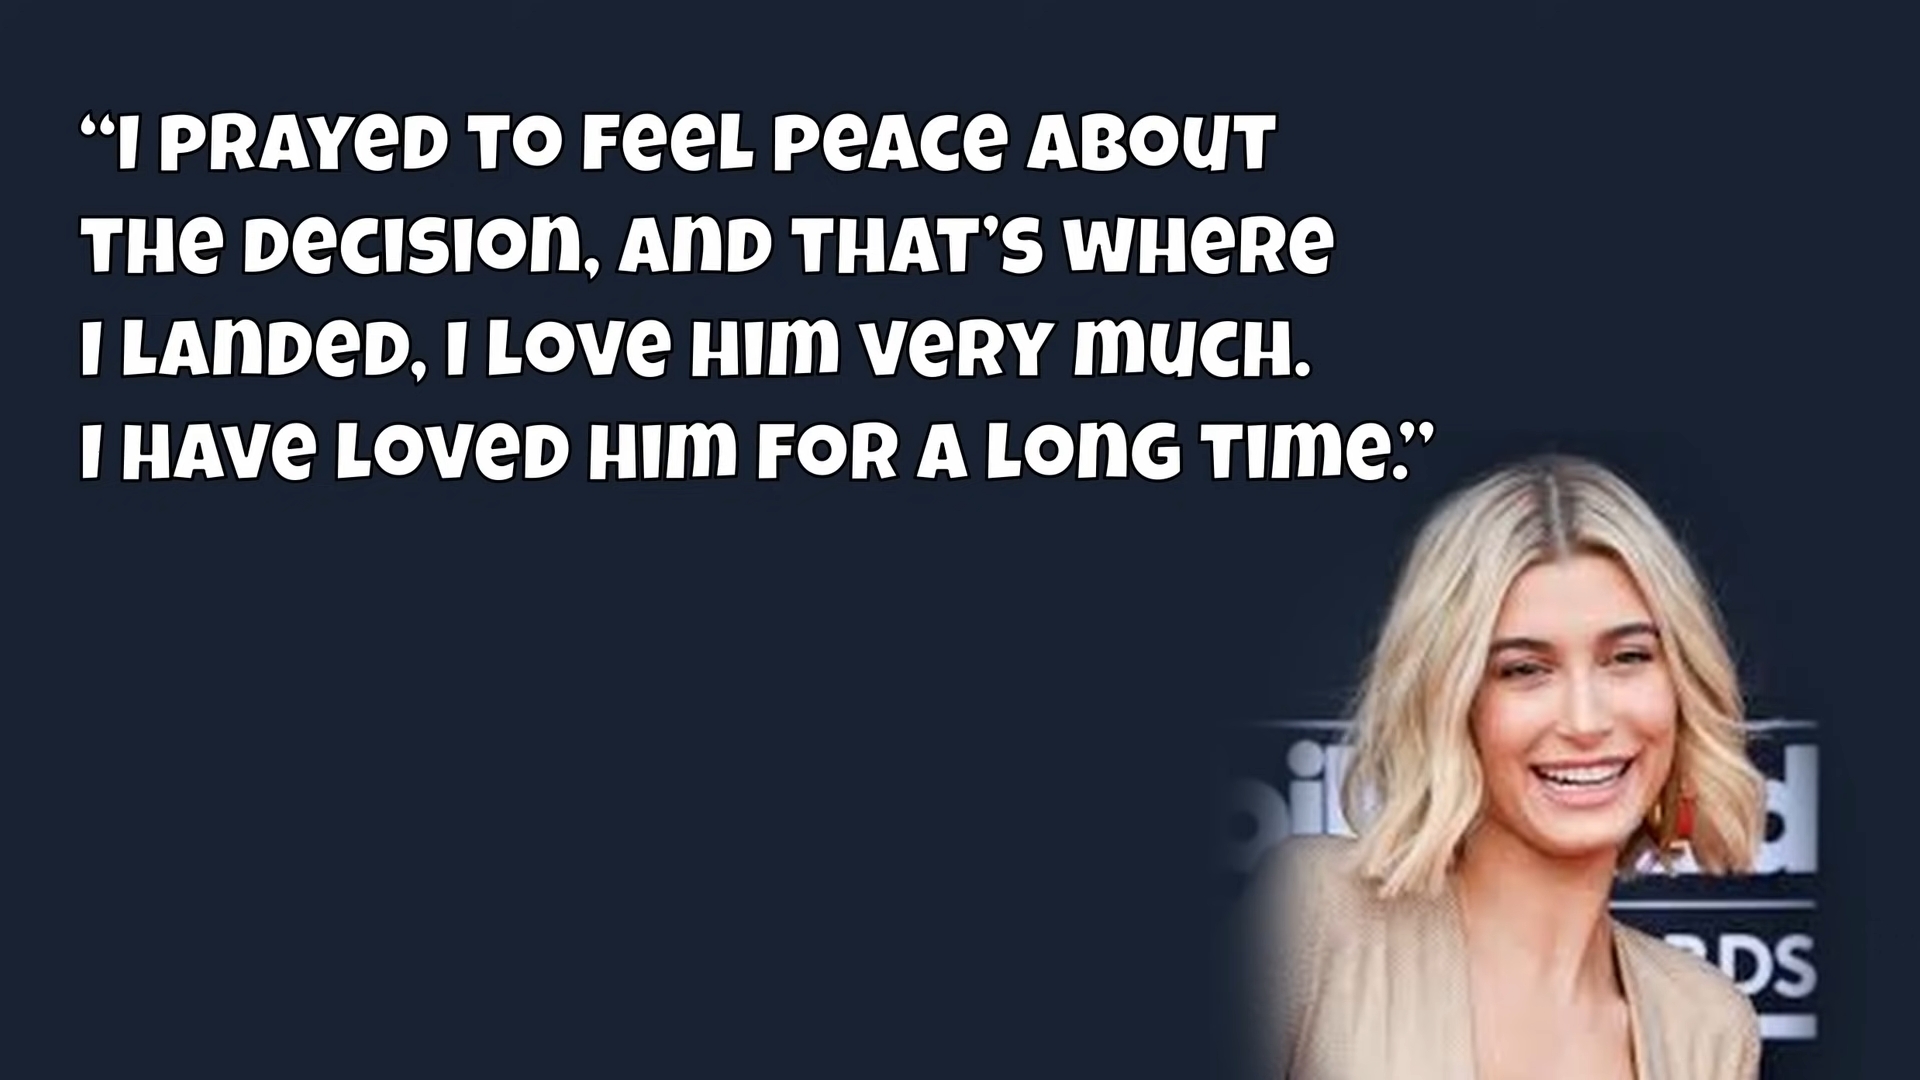 “I PRAYED TO FEEL PEACE ABOUT
THE DECISION, AND THAT’S WHERE
I LANDED, I LOVE HIM VERY MUCH.
I HAVE LOVED HIM FOR A LONG TIME.”